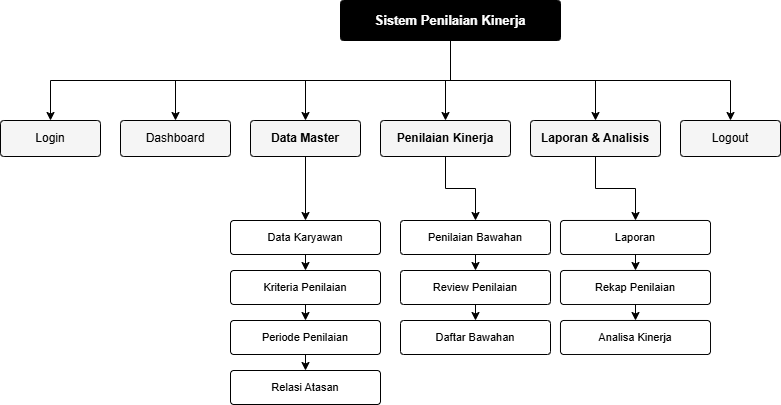 Sistem Penilaian Kinerja
Login
Dashboard
Data Master
Penilaian Kinerja
Laporan & Analisis
Logout
Data Karyawan
Kriteria Penilaian
Periode Penilaian
Relasi Atasan
Penilaian Bawahan
Review Penilaian
Daftar Bawahan
Laporan
Rekap Penilaian
Analisa Kinerja